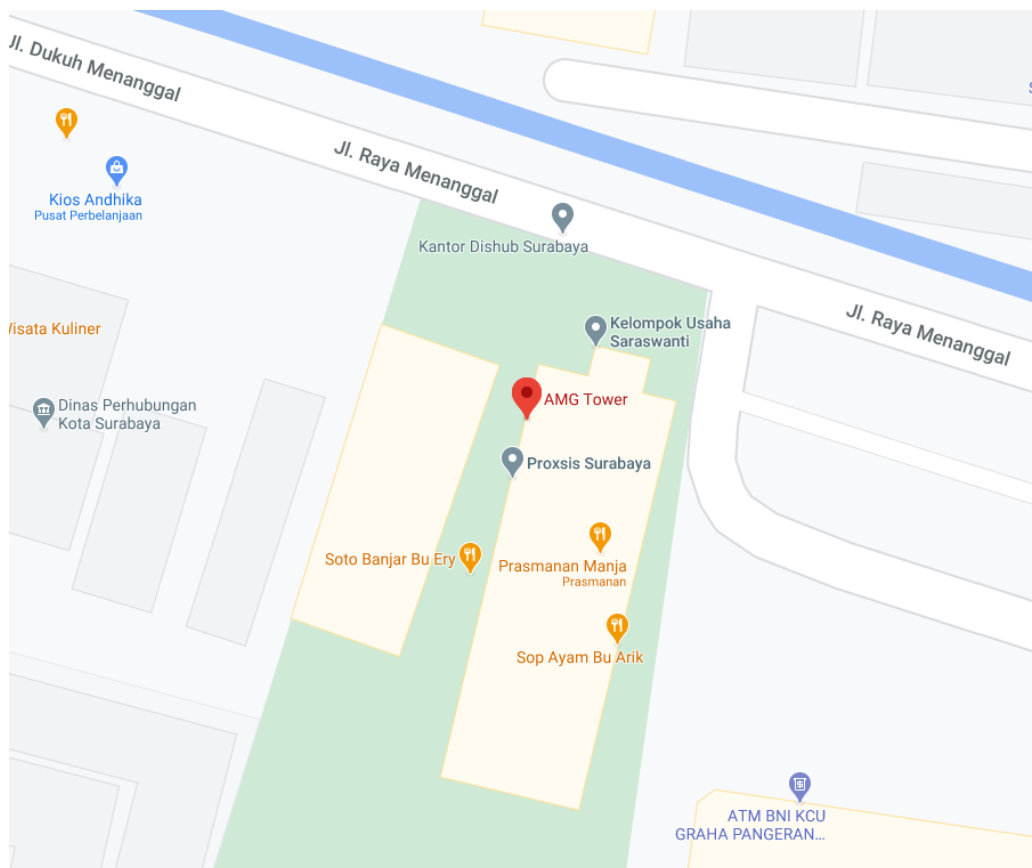 Jl. Dukuh Menanggal
Jl. Raya Menanggal
Kios Andhika
Pusat Perbelanjaan
Kantor Dishub Surabaya
Kelompok Usaha
Saraswanti
Jl. Raya Menanggal
Wisata Kuliner
AMG Tower
Dinas Perhubungan
Kota Surabaya
Proxsis Surabaya
Soto Banjar Bu Ery
Prasmanan Manja
Prasmanan
Sop Ayam Bu Arik
ATM BNI KCU
GRAHA PANGERAN...